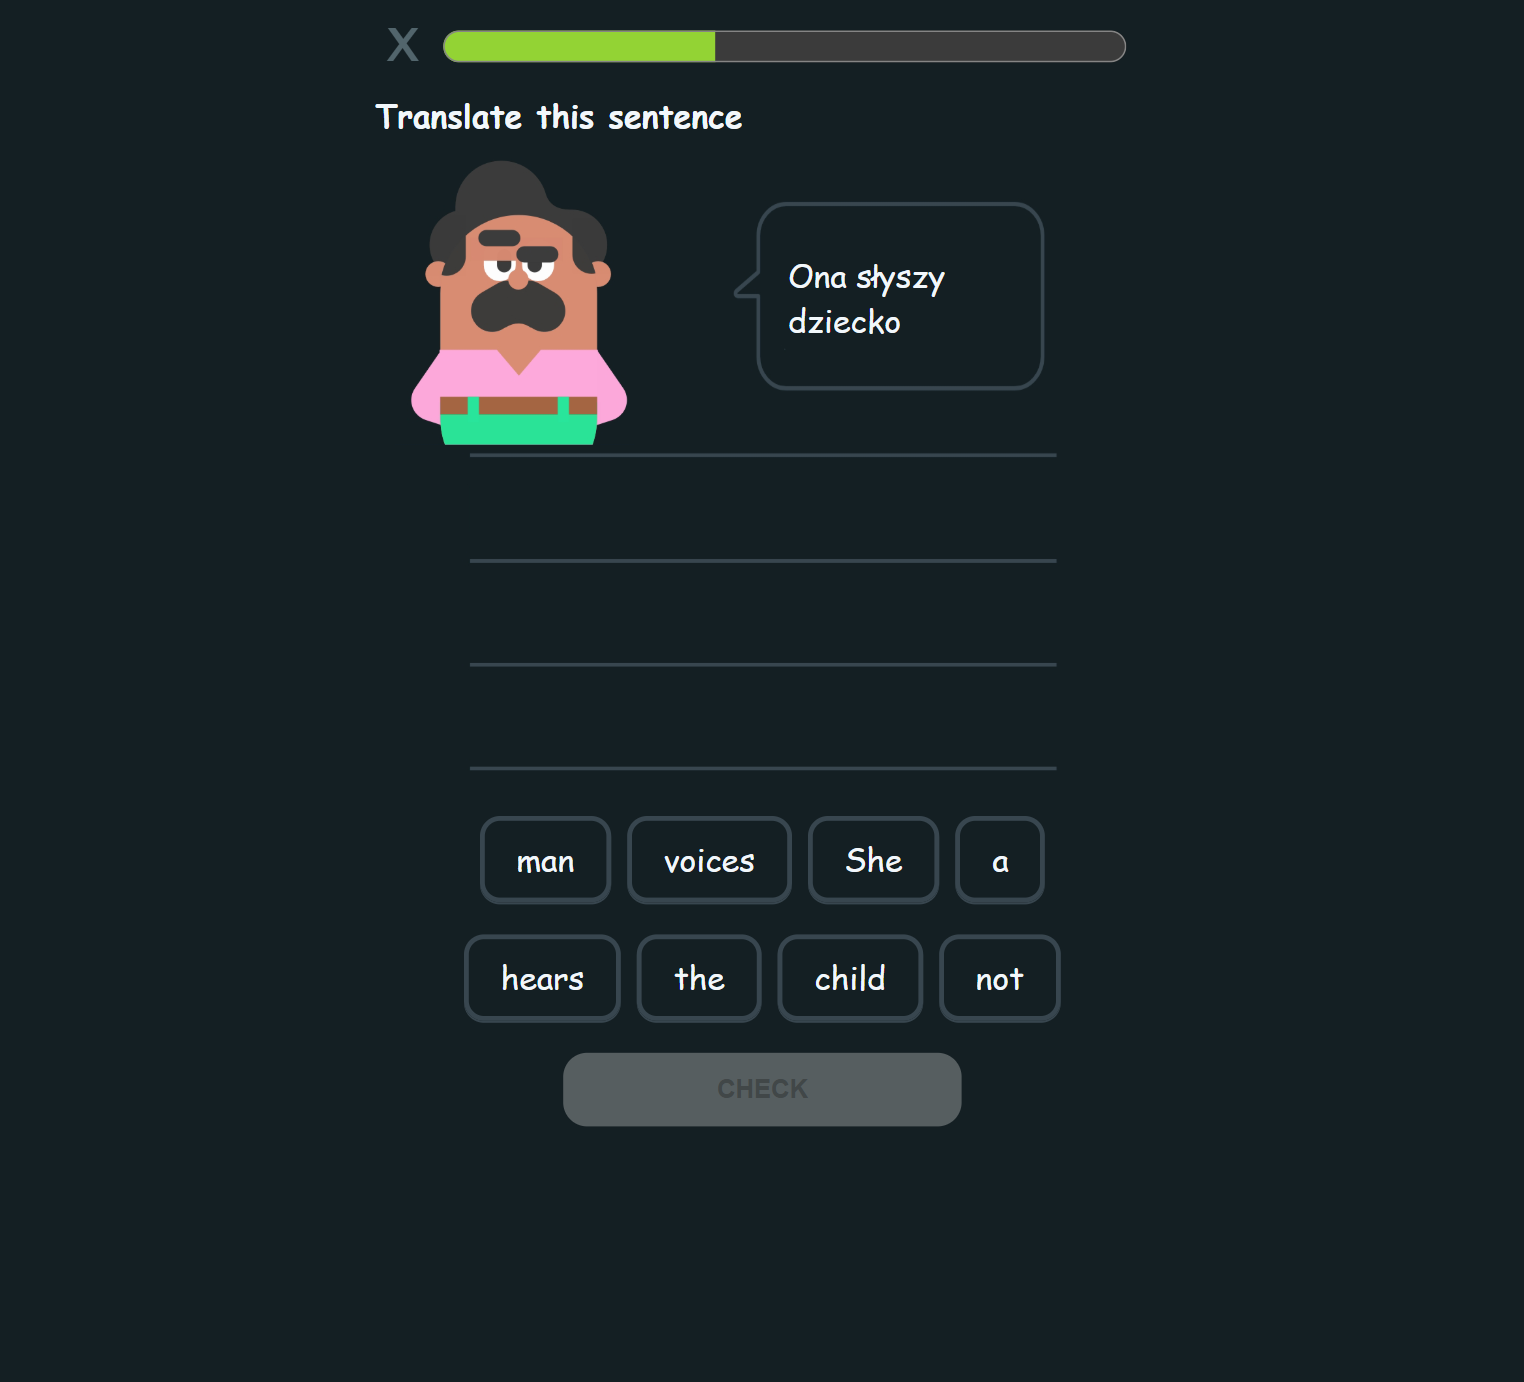 X
Translate this sentence
Ona słyszy
dziecko
man voices She a
hears the child not
CHECK